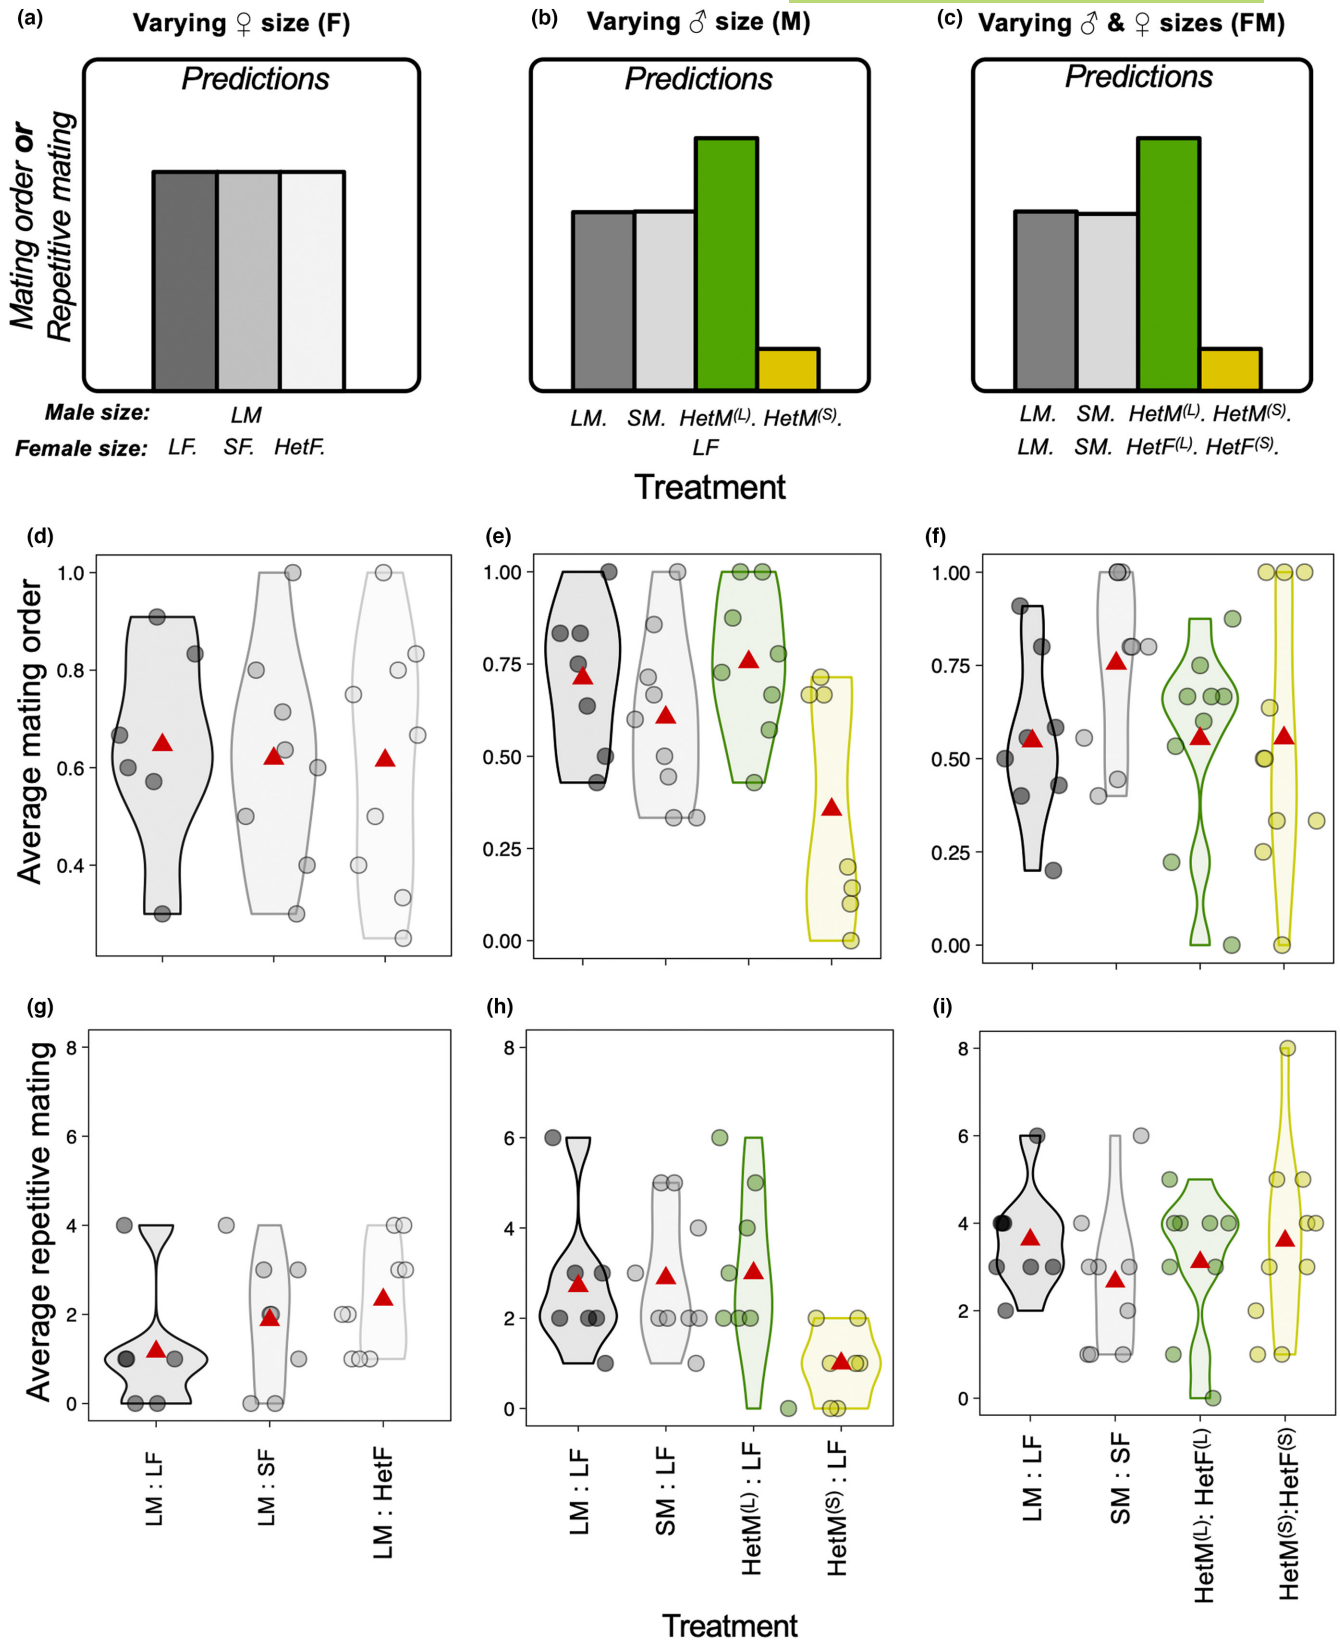 (a) Varying ♀ size (F)
(b) Varying ♂ size (M)
(c) Varying ♂ & ♀ sizes (FM)
Predictions
Predictions
Predictions
Mating order or
Repetitive mating
Male size: LM
Female size: LF. SF. HetF.
LM. SM. HetM(L). HetM(S).
LF
LM. SM. HetM(L). HetM(S).
LM. SM. HetF(L). HetF(S).
Treatment
(d)
Average mating order
1.0
0.8
0.6
0.4
(e)
1.00
0.75
0.50
0.25
0.00
(f)
1.00
0.75
0.50
0.25
0.00
(g)
Average repetitive mating
8
6
4
2
0
LM : LF
LM : SF
LM : HetF
(h)
8
6
4
2
0
LM : LF
SM : LF
HetM(L) : LF
HetM(S) : LF
(i)
8
6
4
2
0
LM : LF
SM : SF
HetM(L): HetF(L)
HetM(S):HetF(S)
Treatment